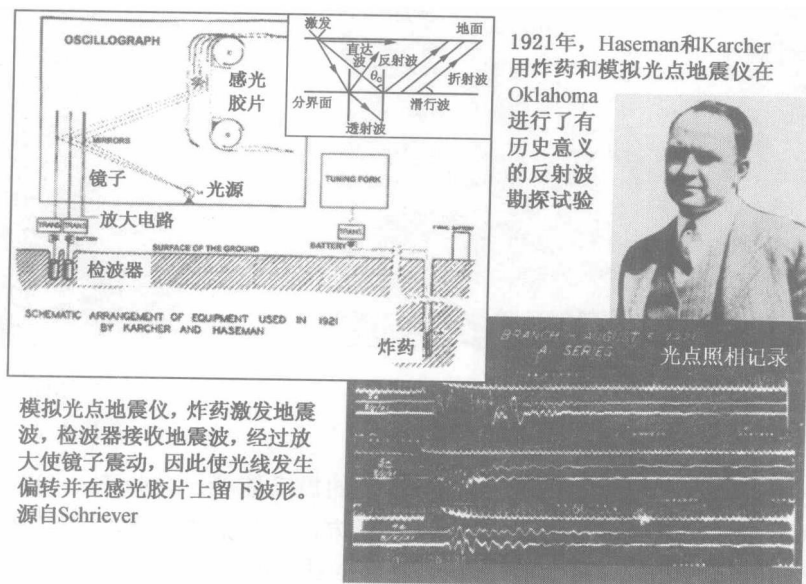 OSCILLOGRAPH
感光
胶片
MIRRORS
镜子
光源
TUNING FORK
放大电路
TRANS.
TRANS.
TRANS.
BATTERY
BATTERY
SURFACE OF THE GROUND
检波器
炸药
SCHEMATIC ARRANGEMENT OF EQUIPMENT USED IN 1921
BY KARCHER AND HASEMAN
激发
地面
直达
波
反射波
θ
折射波
分界面
滑行波
透射波
1921年，Haseman和Karcher
用炸药和模拟光点地震仪在
Oklahoma
进行了有
历史意义
的反射波
勘探试验
BRANCH - AUGUST
A SERIES
光点照相记录
模拟光点地震仪，炸药激发地震
波，检波器接收地震波，经过放
大使镜子震动，因此使光线发生
偏转并在感光胶片上留下波形。
源自Schriever